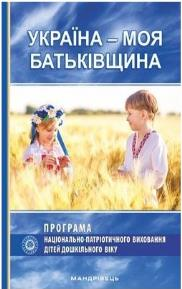 УКРАЇНА – МОЯ
БАТЬКІВЩИНА
ПРОГРАМА
НАЦІОНАЛЬНО-ПАТРІОТИЧНОГО ВИХОВАННЯ
ДІТЕЙ ДОШКІЛЬНОГО ВІКУ
МАНДРІВЕЦЬ